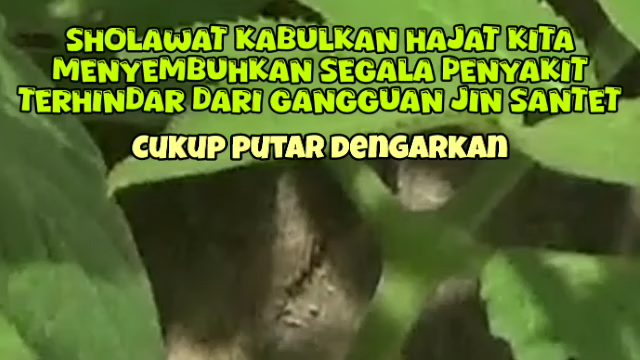 SHOLAWAT KABULKAN HAJAT KITA
MENYEMBUHKAN SEGALA PENYAKIT
TERHINDAR DARI GANGGUAN JIN SANTET
CUKUP PUTAR DENGARKAN